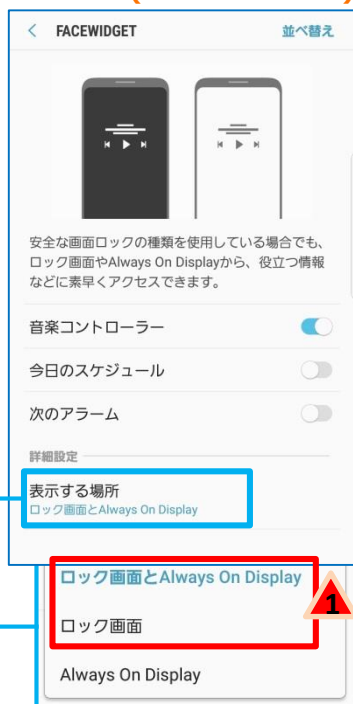 FACEWIDGET
並べ替え
安全な画面ロックの種類を使用している場合でも、
ロック画面やAlways On Displayから、役立つ情報
などに素早くアクセスできます。
音楽コントローラー
今日のスケジュール
次のアラーム
詳細設定
表示する場所
ロック画面とAlways On Display
ロック画面とAlways On Display
1
ロック画面
Always On Display